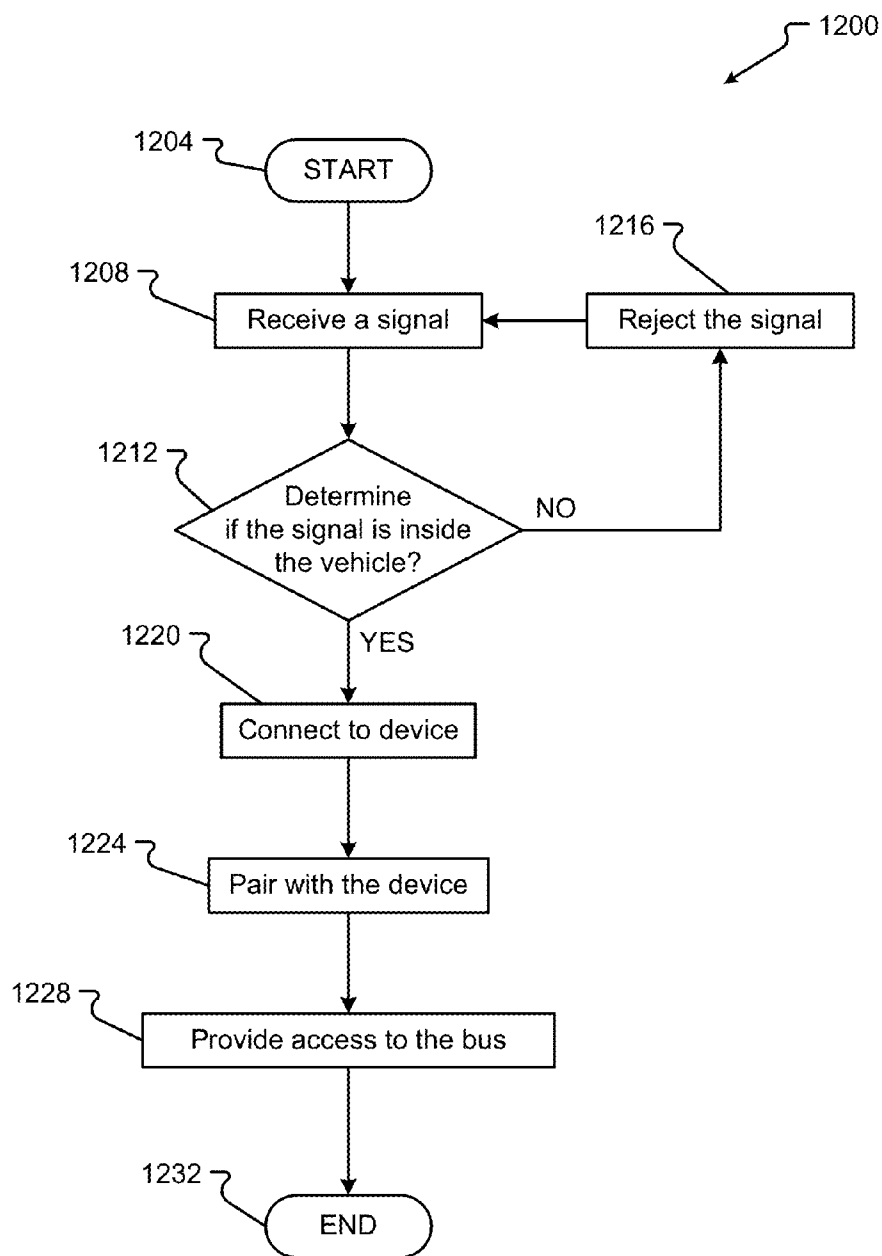 1200
1204
START
1216
1208
Receive a signal
Reject the signal
1212
Determine
if the signal is inside
the vehicle?
NO
1220
YES
Connect to device
1224
Pair with the device
1228
Provide access to the bus
1232
END